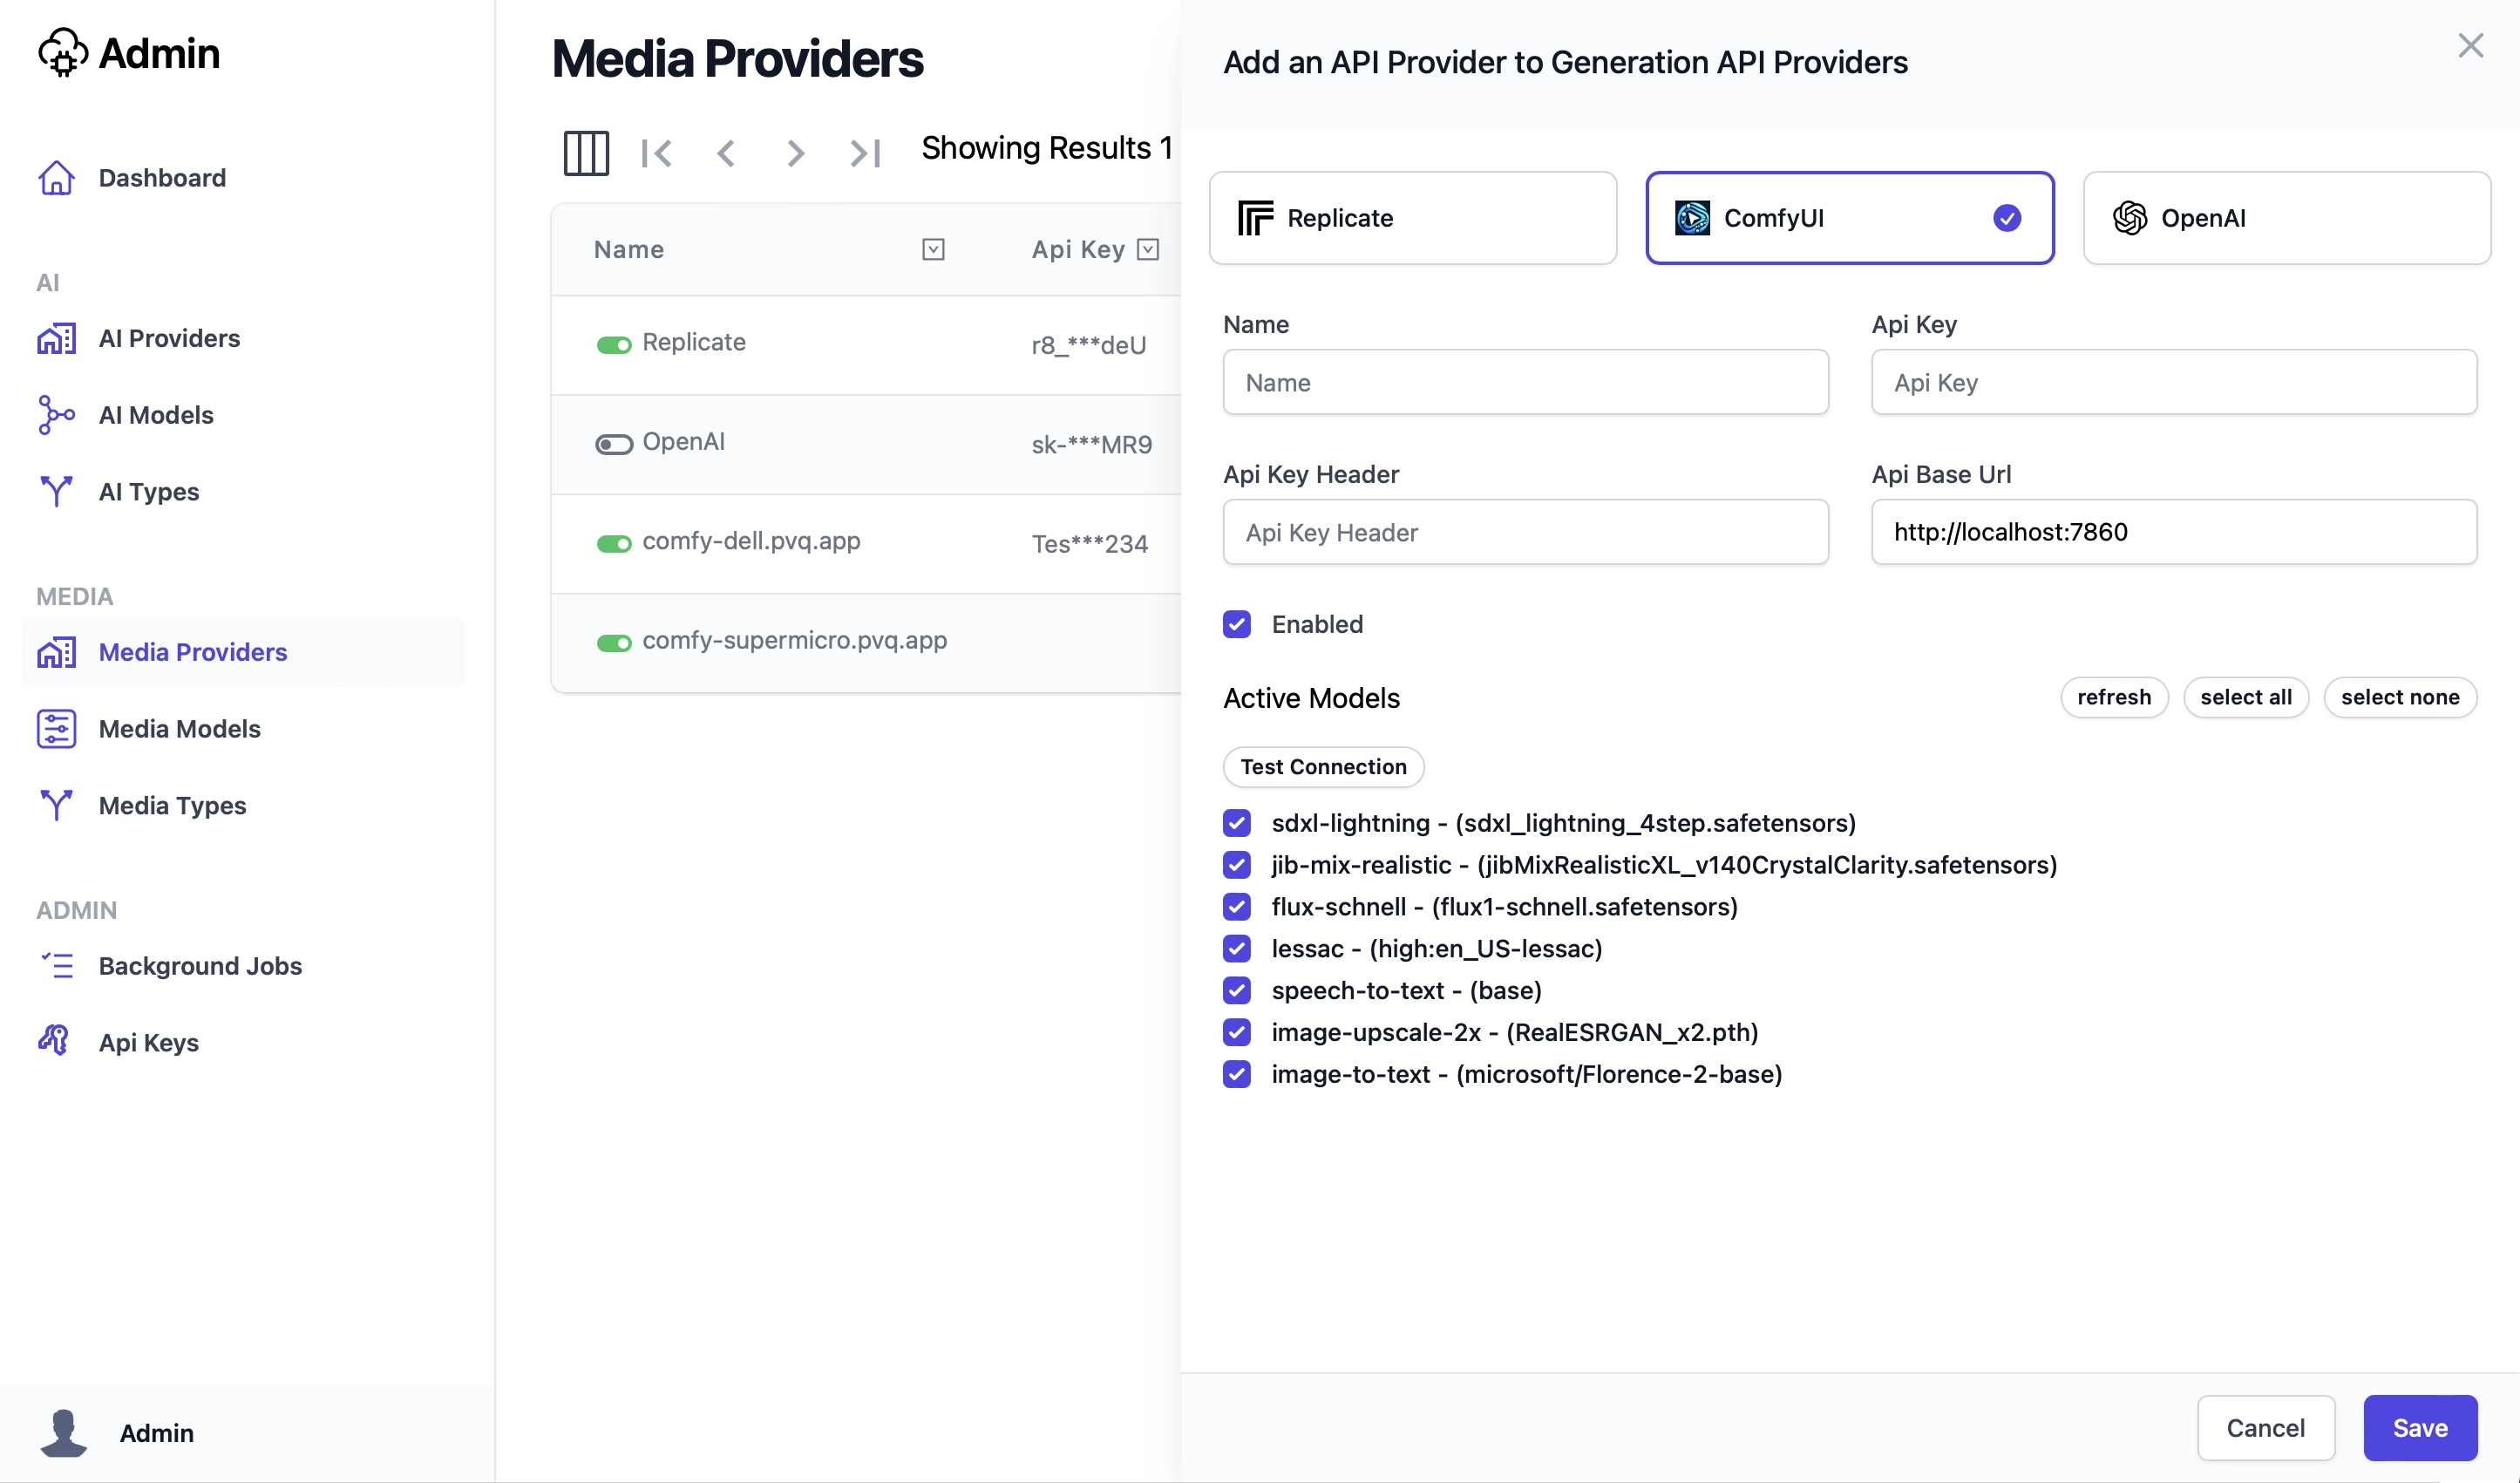 Admin
Dashboard
AI
AI Providers
AI Models
AI Types
MEDIA
Media Providers
Media Models
Media Types
ADMIN
Background Jobs
Api Keys
Admin
Media Providers
Showing Results 1
Name Api Key
Replicate r8_***deU
OpenAI sk-***MR9
comfy-dell.pvq.app Tes***234
comfy-supermicro.pvq.app
Add an API Provider to Generation API Providers
Replicate ComfyUI OpenAI
Name Api Key
Name Api Key
Api Key Header Api Base Url
Api Key Header http://localhost:7860
Enabled
Active Models refresh select all select none
Test Connection
sdxl-lightning - (sdxl_lightning_4step.safetensors)
jib-mix-realistic - (jibMixRealisticXL_v140CrystalClarity.safetensors)
flux-schnell - (flux1-schnell.safetensors)
lessac - (high:en_US-lessac)
speech-to-text - (base)
image-upscale-2x - (RealESRGAN_x2.pth)
image-to-text - (microsoft/Florence-2-base)
Cancel Save